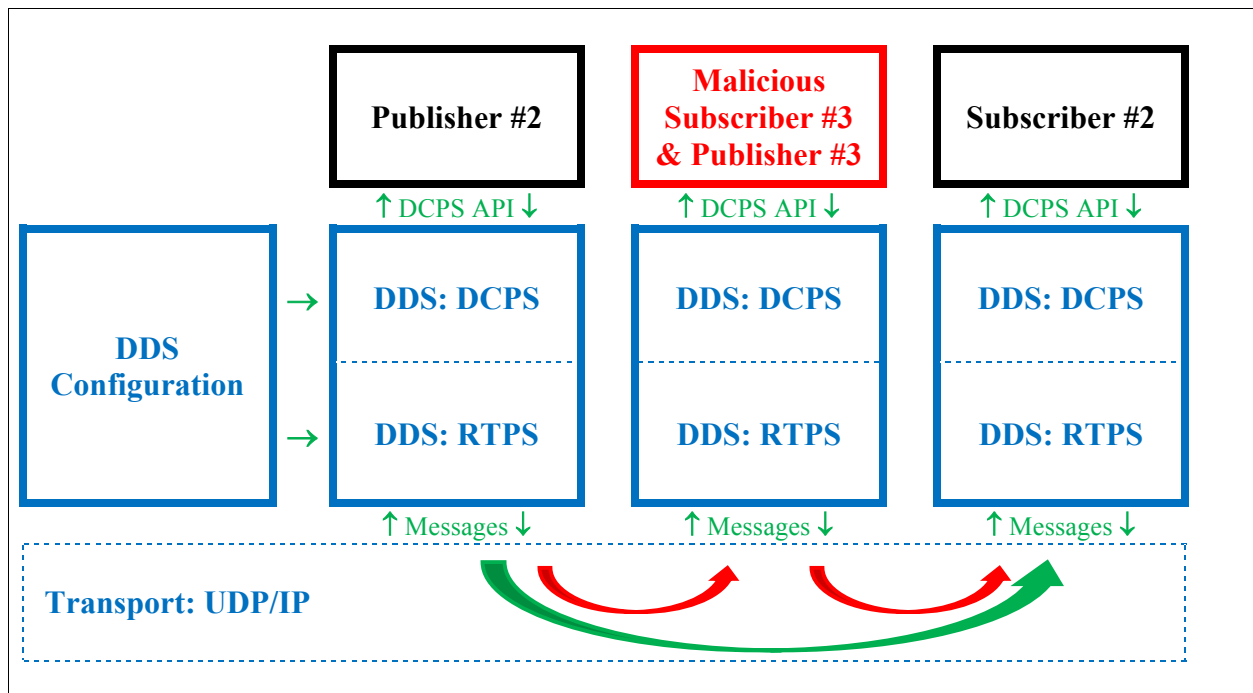 Publisher #2
Malicious
Subscriber #3
& Publisher #3
Subscriber #2
↑ DCPS API ↓
↑ DCPS API ↓
↑ DCPS API ↓
DDS
Configuration
→
→
DDS: DCPS
DDS: RTPS
DDS: DCPS
DDS: RTPS
DDS: DCPS
DDS: RTPS
↑ Messages ↓
↑ Messages ↓
↑ Messages ↓
Transport: UDP/IP